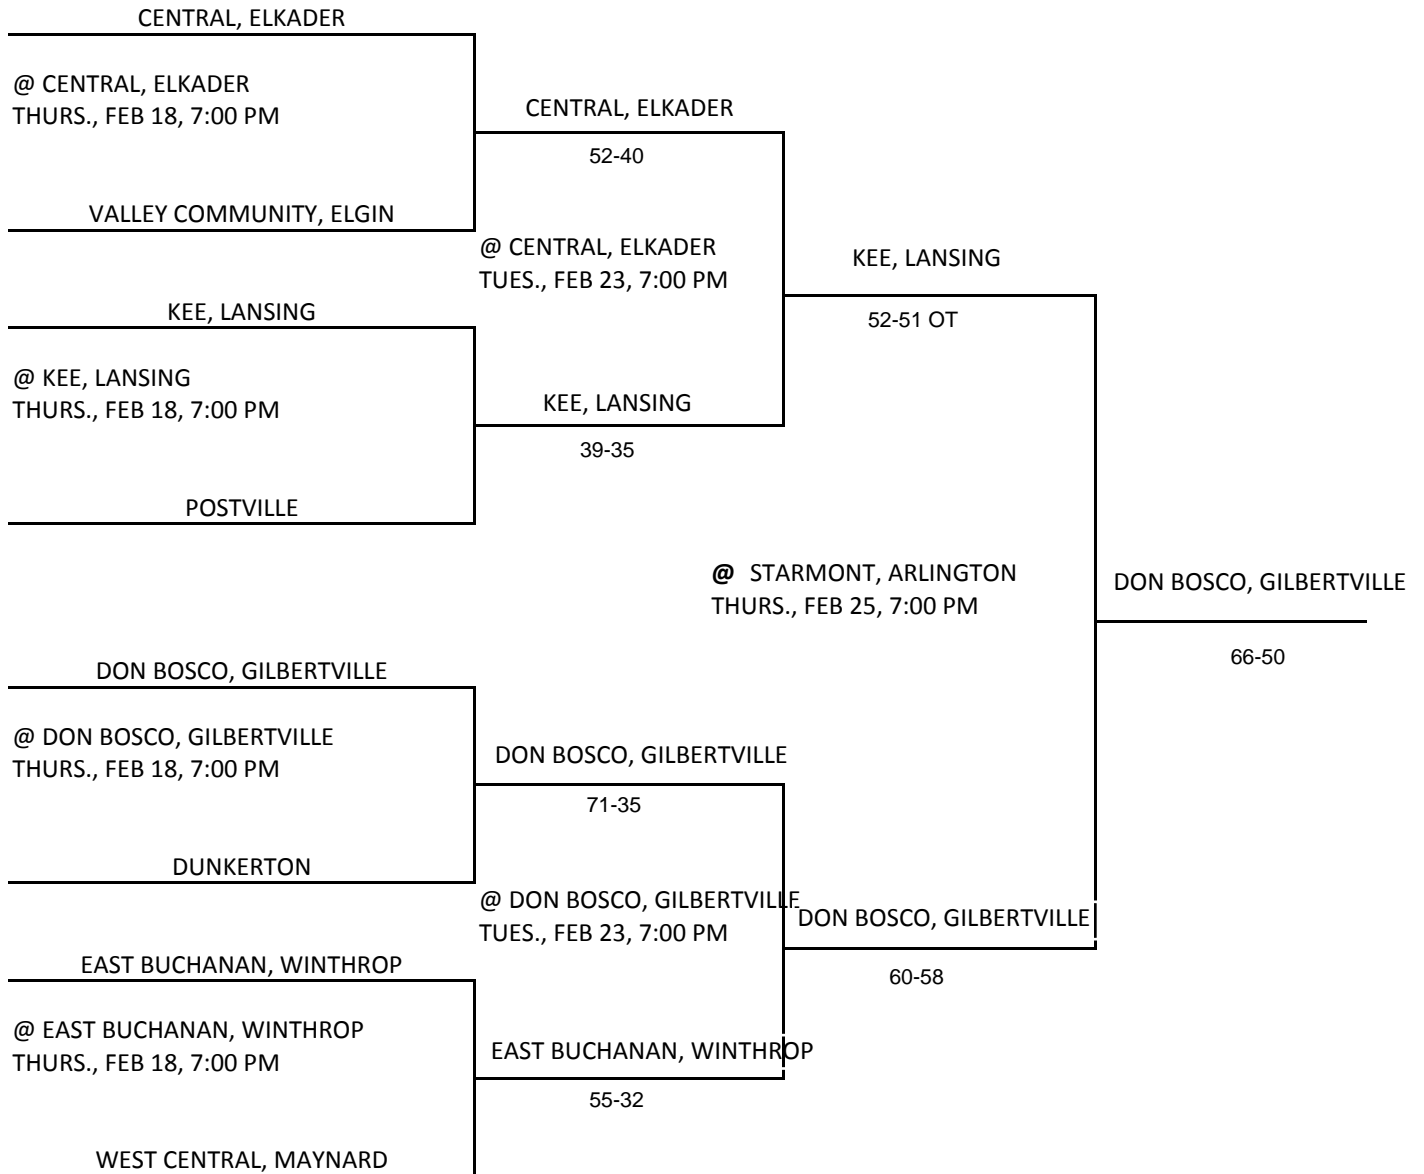 CENTRAL, ELKADER
@ CENTRAL, ELKADER
THURS., FEB 18, 7:00 PM
CENTRAL, ELKADER
52-40
VALLEY COMMUNITY, ELGIN
@ CENTRAL, ELKADER
TUES., FEB 23, 7:00 PM
KEE, LANSING
52-51 OT
KEE, LANSING
@ KEE, LANSING
THURS., FEB 18, 7:00 PM
KEE, LANSING
39-35
POSTVILLE
@ STARMONT, ARLINGTON
THURS., FEB 25, 7:00 PM
DON BOSCO, GILBERTVILLE
66-50
DON BOSCO, GILBERTVILLE
@ DON BOSCO, GILBERTVILLE
THURS., FEB 18, 7:00 PM
DON BOSCO, GILBERTVILLE
71-35
DUNKERTON
@ DON BOSCO, GILBERTVILLE
TUES., FEB 23, 7:00 PM
DON BOSCO, GILBERTVILLE
60-58
EAST BUCHANAN, WINTHROP
@ EAST BUCHANAN, WINTHROP
THURS., FEB 18, 7:00 PM
EAST BUCHANAN, WINTHROP
55-32
WEST CENTRAL, MAYNARD